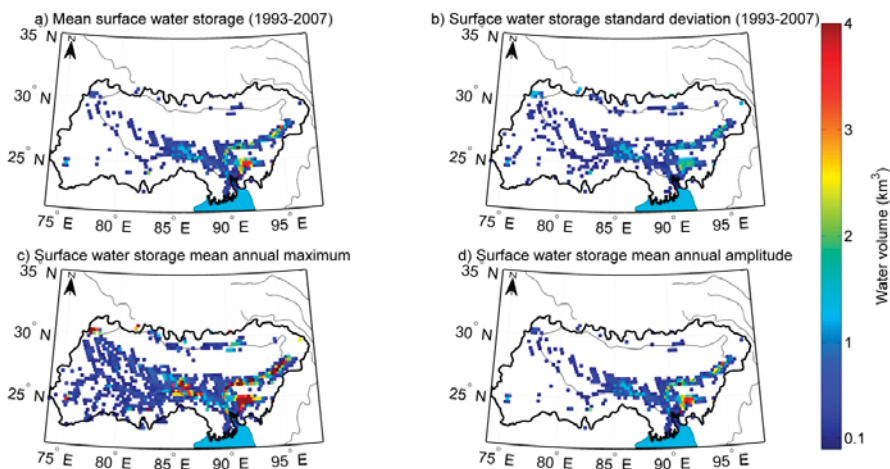 a) Mean surface water storage (1993-2007)
b) Surface water storage standard deviation (1993-2007)
35° N
30° N
25° N
75° E
80° E
85° E
90° E
95° E
N
35° N
30° N
25° N
75° E
80° E
85° E
90° E
95° E
N
c) Surface water storage mean annual maximum
d) Surface water storage mean annual amplitude
35° N
30° N
25° N
75° E
80° E
85° E
90° E
95° E
N
35° N
30° N
25° N
75° E
80° E
85° E
90° E
95° E
N
4
3
2
1
0.1
Water volume (km³)